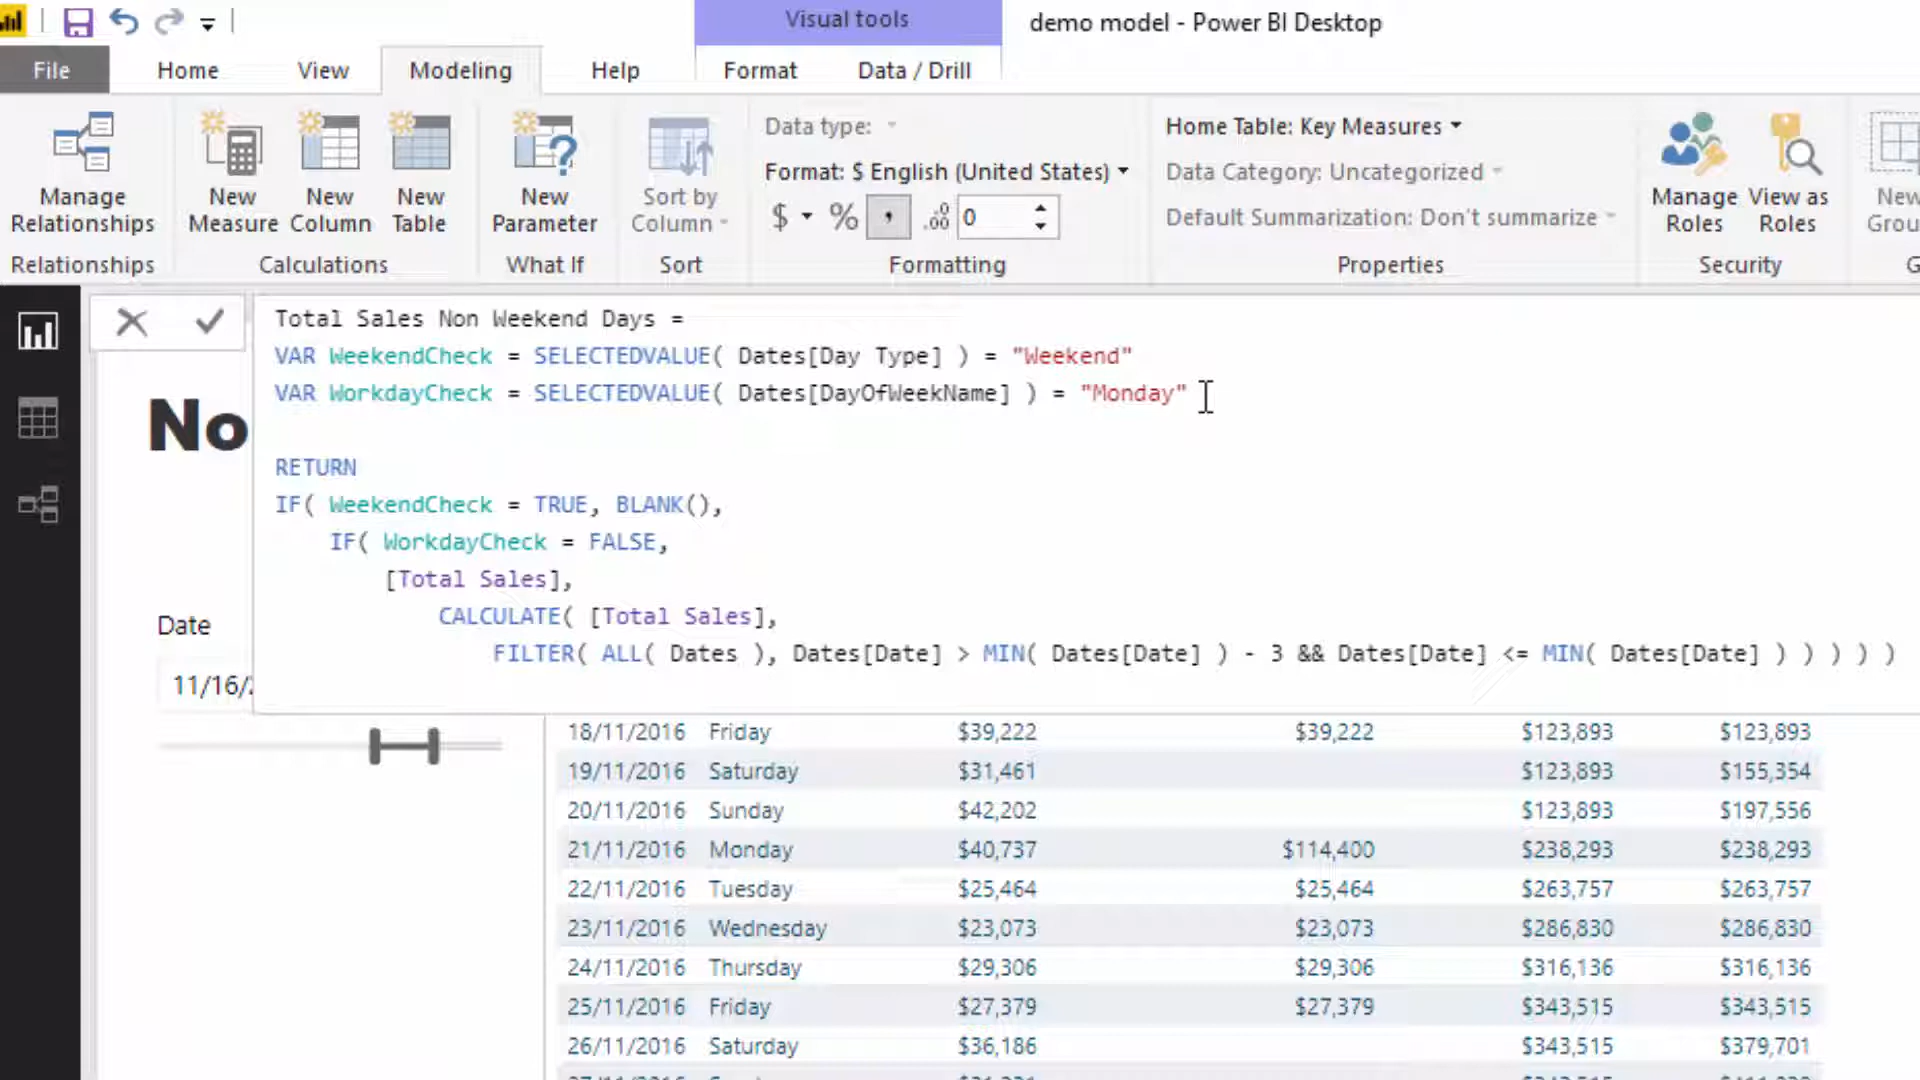 Visual tools
demo model - Power BI Desktop
File Home View Modeling Help Format Data / Drill
Manage Relationships
New Measure
New Column
New Table
New Parameter
Sort by Column
Data type:
Format: $ English (United States)
$ % , .00 0
Home Table: Key Measures
Data Category: Uncategorized
Default Summarization: Don't summarize
Manage Roles
View as Roles
New
Relationships Calculations What If Sort Formatting Properties Security
Total Sales Non Weekend Days =
VAR WeekendCheck = SELECTEDVALUE( Dates[Day Type] ) = "Weekend"
VAR WorkdayCheck = SELECTEDVALUE( Dates[DayOfWeekName] ) = "Monday"
RETURN
IF( WeekendCheck = TRUE, BLANK(),
IF( WorkdayCheck = FALSE,
[Total Sales],
CALCULATE( [Total Sales],
FILTER( ALL( Dates ), Dates[Date] > MIN( Dates[Date] ) - 3 && Dates[Date] <= MIN( Dates[Date] ) ) ) ) )
No
Date
11/16/
18/11/2016 Friday $39,222 $39,222 $123,893 $123,893
19/11/2016 Saturday $31,461 $123,893 $155,354
20/11/2016 Sunday $42,202 $123,893 $197,556
21/11/2016 Monday $40,737 $114,400 $238,293 $238,293
22/11/2016 Tuesday $25,464 $25,464 $263,757 $263,757
23/11/2016 Wednesday $23,073 $23,073 $286,830 $286,830
24/11/2016 Thursday $29,306 $29,306 $316,136 $316,136
25/11/2016 Friday $27,379 $27,379 $343,515 $343,515
26/11/2016 Saturday $36,186 $343,515 $379,701